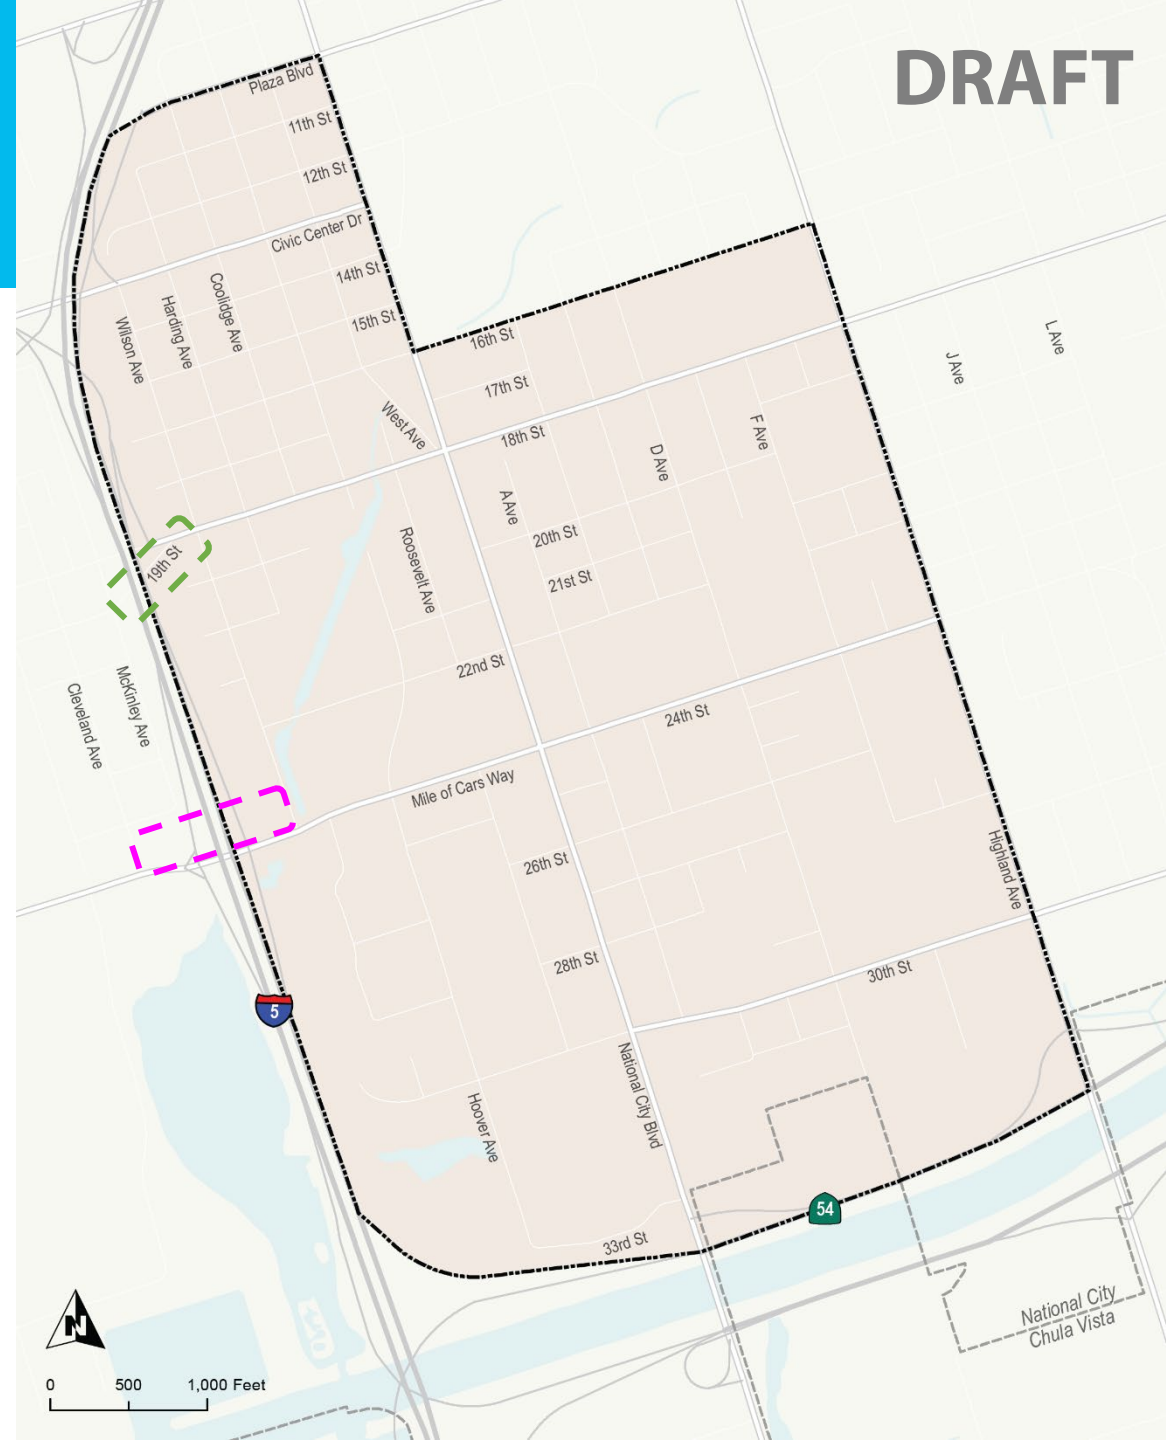 DRAFT
Plaza Blvd
11th St
12th St
Civic Center Dr
14th St
15th St
Coolidge Ave
Harding Ave
Wilson Ave
16th St
17th St
18th St
West Ave
L Ave
J Ave
F Ave
D Ave
A Ave
20th St
21st St
19th St
Roosevelt Ave
22nd St
McKinley Ave
Cleveland Ave
24th St
Mile of Cars Way
26th St
Highland Ave
28th St
30th St
5
National City Blvd
Hoover Ave
54
33rd St
National City
Chula Vista
N
0 500 1,000 Feet